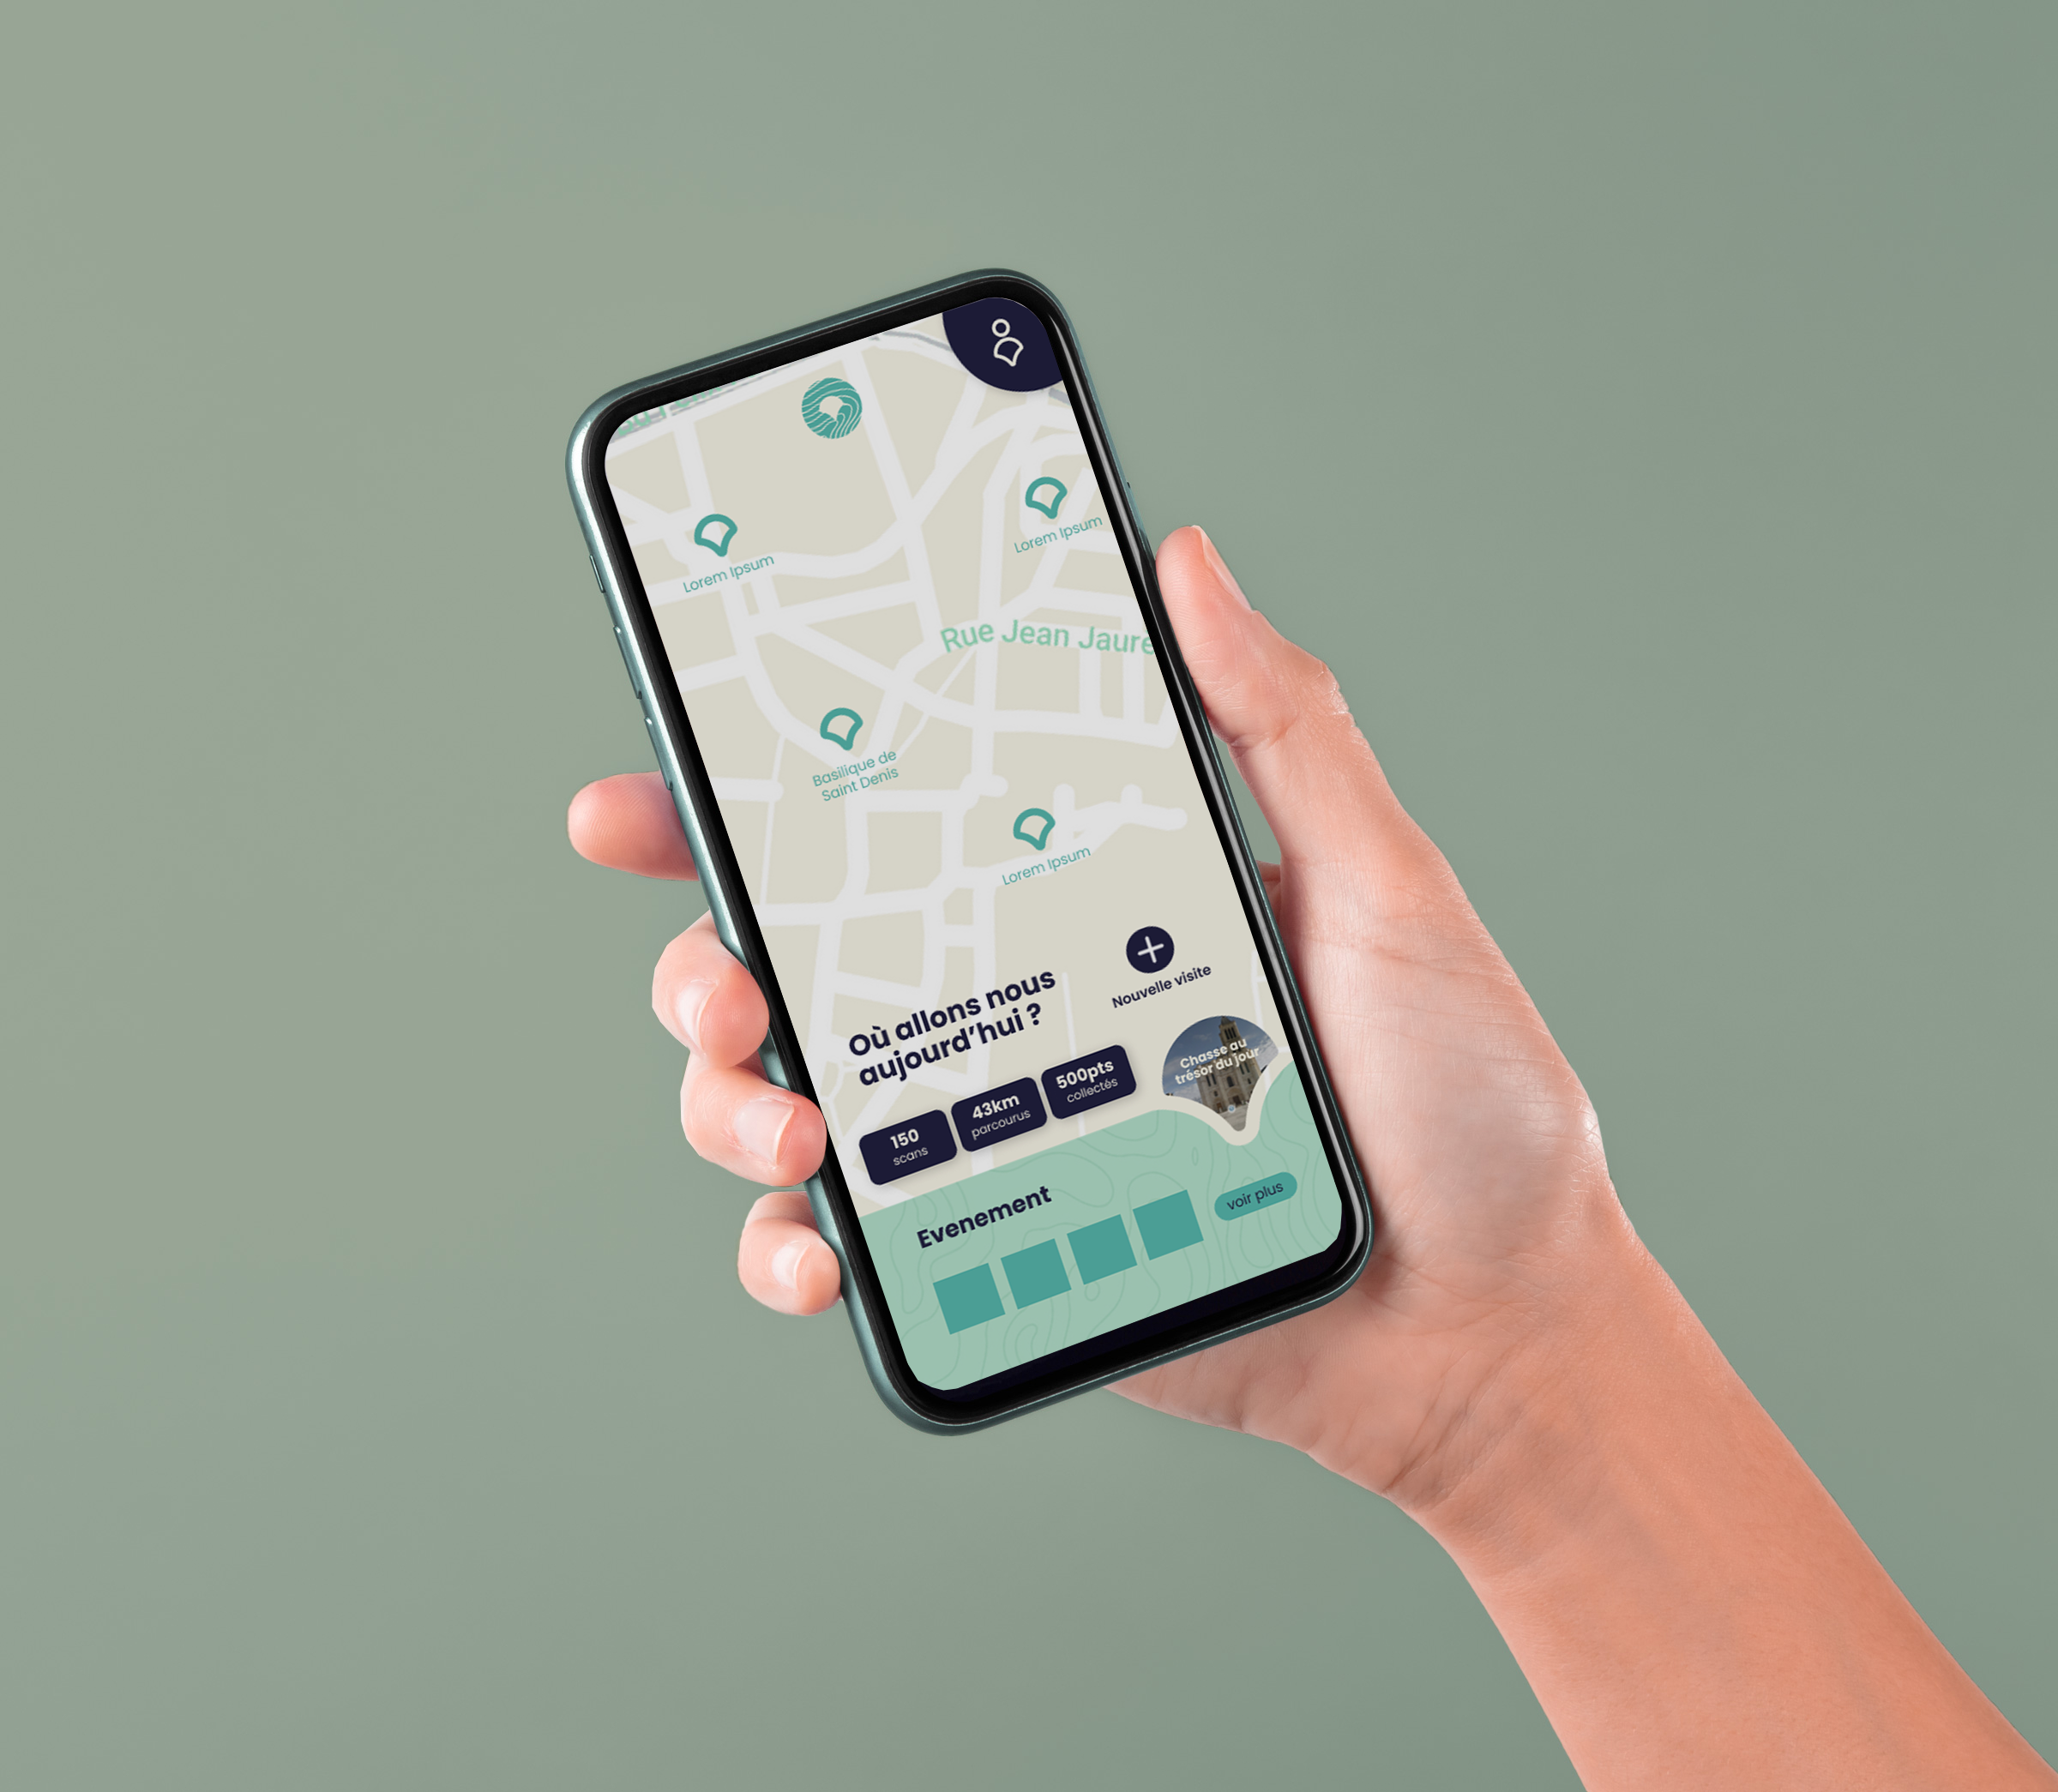 Lorem Ipsum
Lorem Ipsum
Rue Jean Jaure
Basilique de
Saint Denis
Lorem Ipsum
Nouvelle visite
Où allons nous
aujourd’hui ?
Chasse au
trésor du jour
150
scans
43km
parcourus
500pts
collectés
Evenement
voir plus